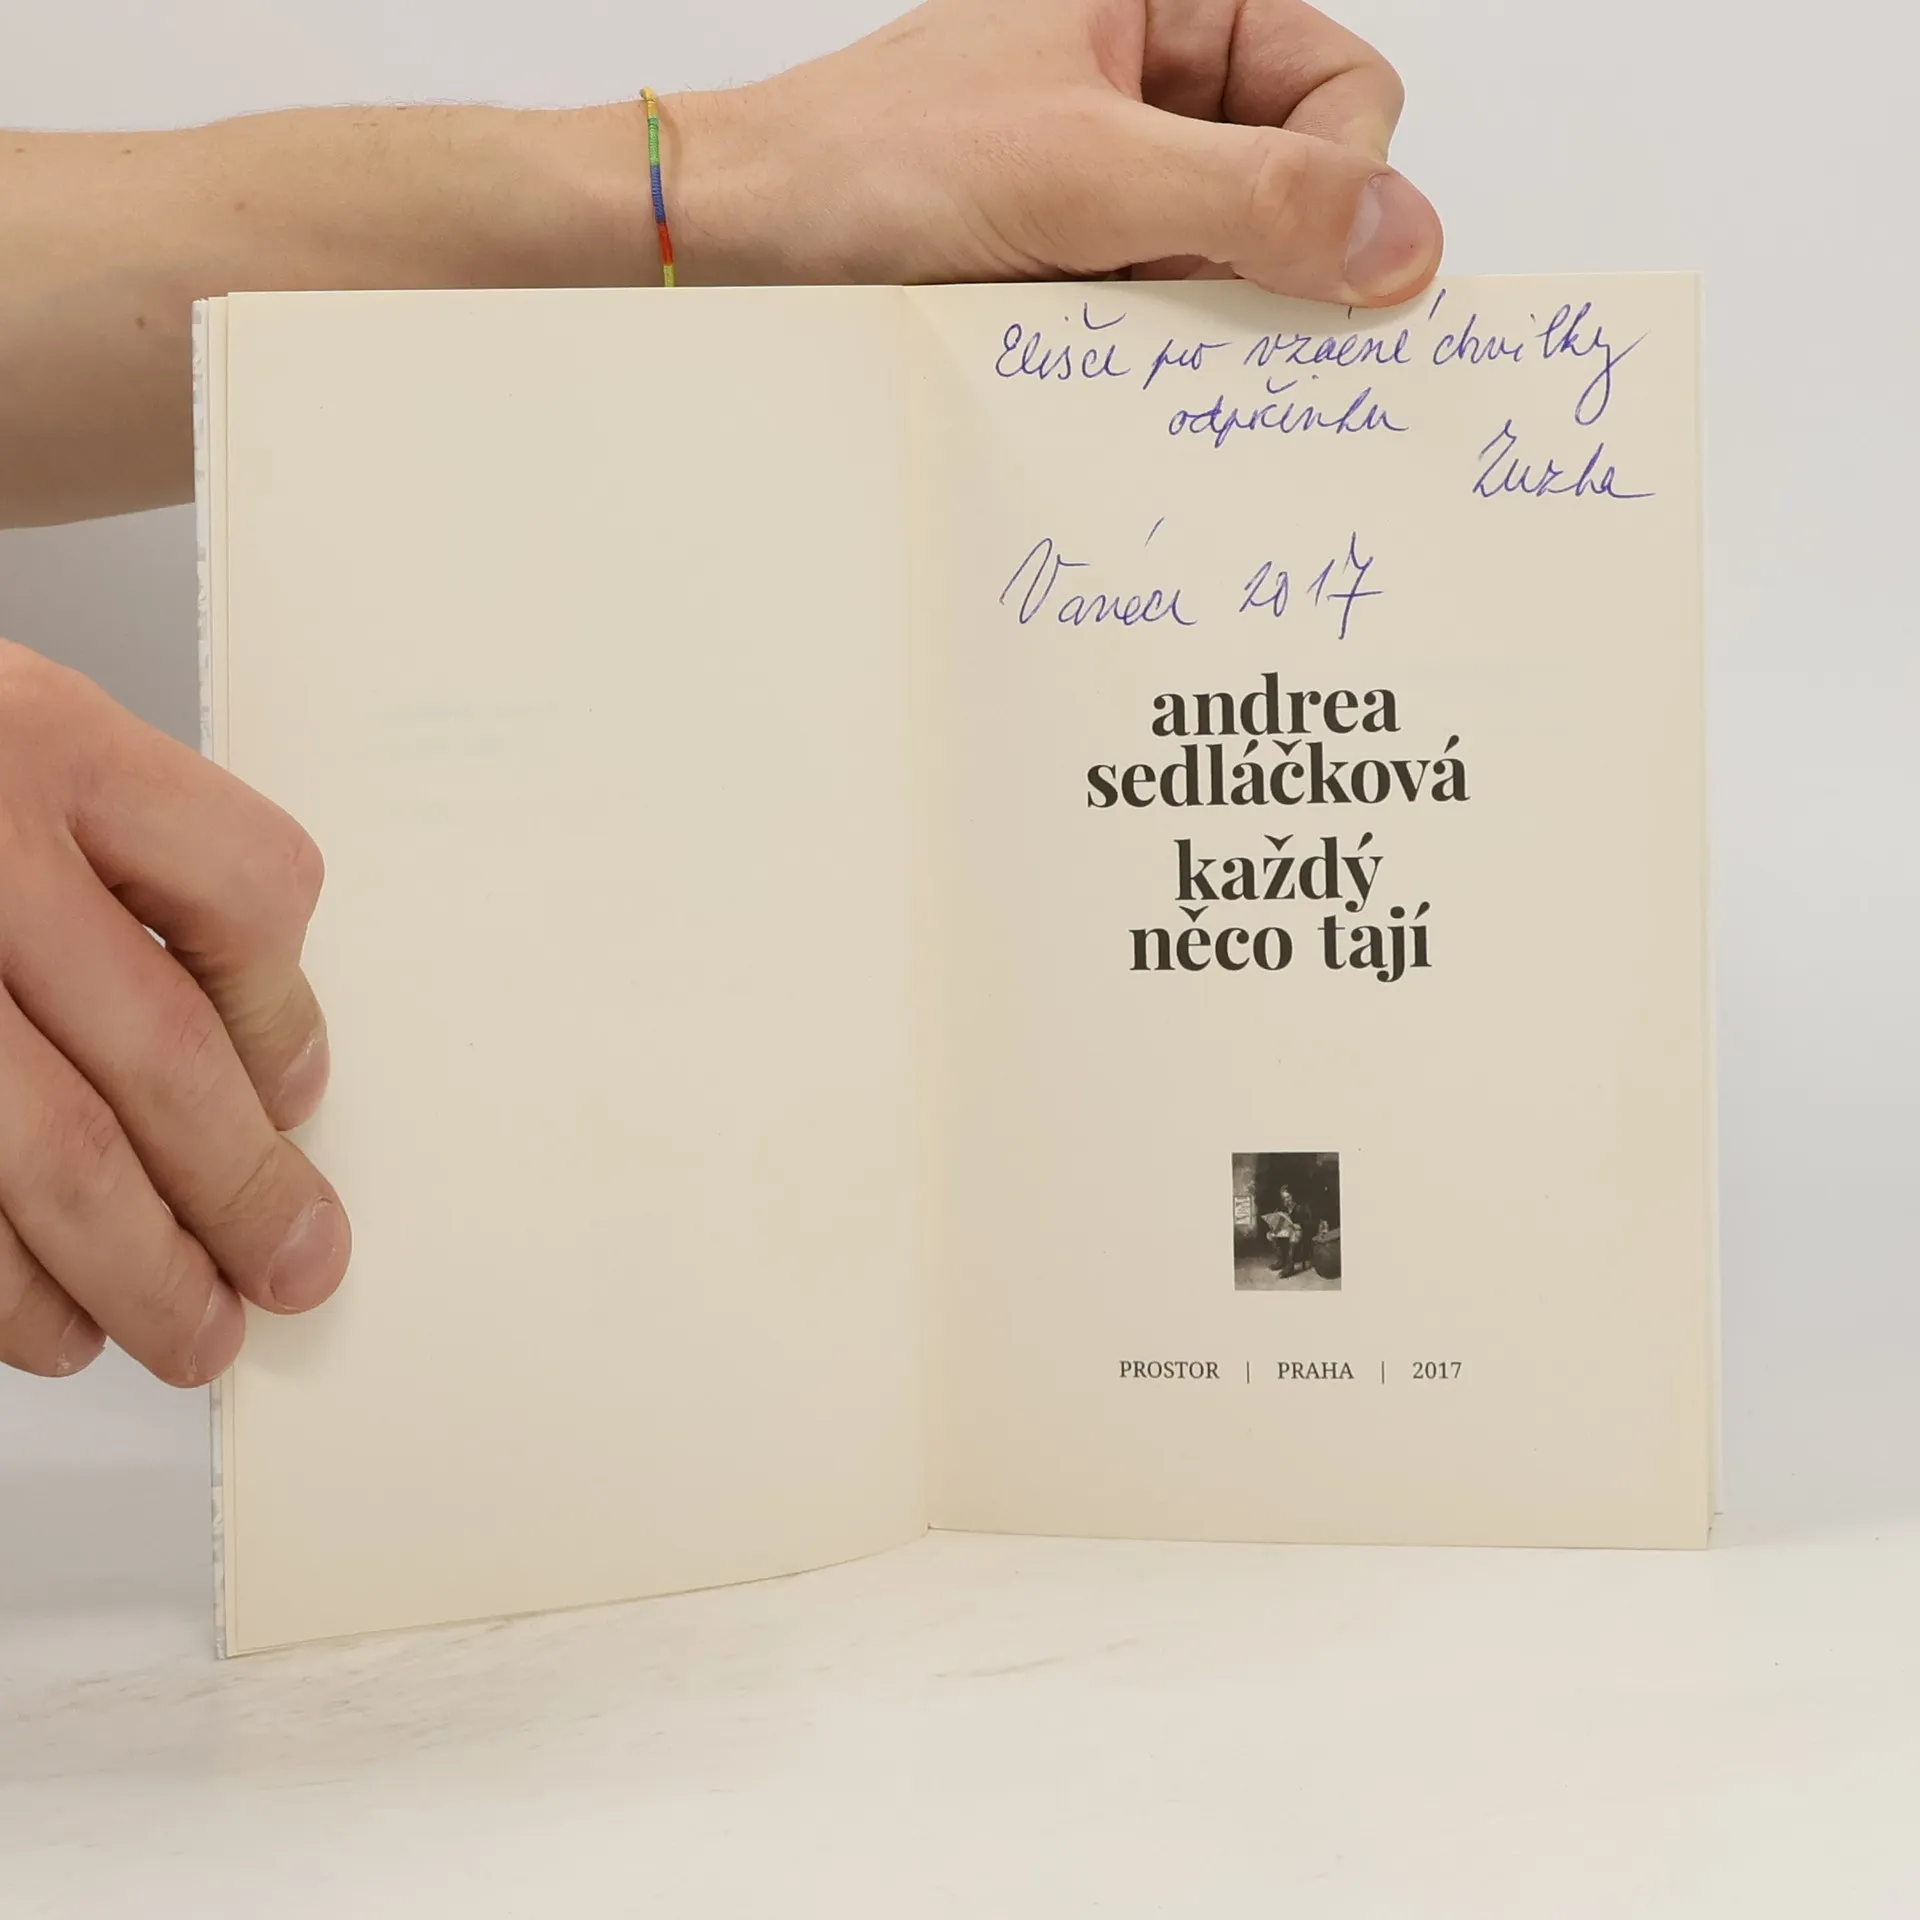 Elišce pro vzácné chvilky
odpočinku
Zuzka
Vánoce 2017
andrea
sedláčková
každý
něco tají
PROSTOR | PRAHA | 2017